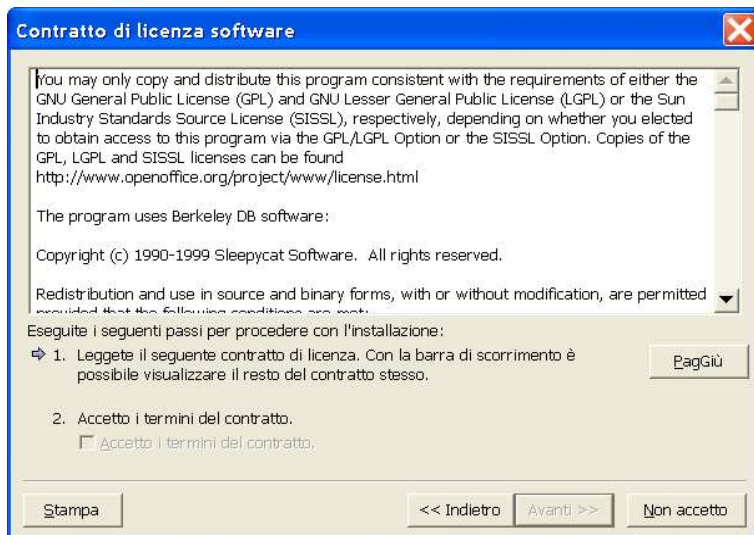 Contratto di licenza software
You may only copy and distribute this program consistent with the requirements of either the
GNU General Public License (GPL) and GNU Lesser General Public License (LGPL) or the Sun
Industry Standards Source License (SISSL), respectively, depending on whether you elected
to obtain access to this program via the GPL/LGPL Option or the SISSL Option. Copies of the
GPL, LGPL and SISSL licenses can be found
http://www.openoffice.org/project/www/license.html
The program uses Berkeley DB software:
Copyright (c) 1990-1999 Sleepycat Software. All rights reserved.
Redistribution and use in source and binary forms, with or without modification, are permitted
provided that the following conditions are met:
Eseguite i seguenti passi per procedere con l'installazione:
1. Leggete il seguente contratto di licenza. Con la barra di scorrimento è
possibile visualizzare il resto del contratto stesso.
PagGiù
2. Accetto i termini del contratto.
Accetto i termini del contratto.
Stampa
<< Indietro
Avanti >>
Non accetto